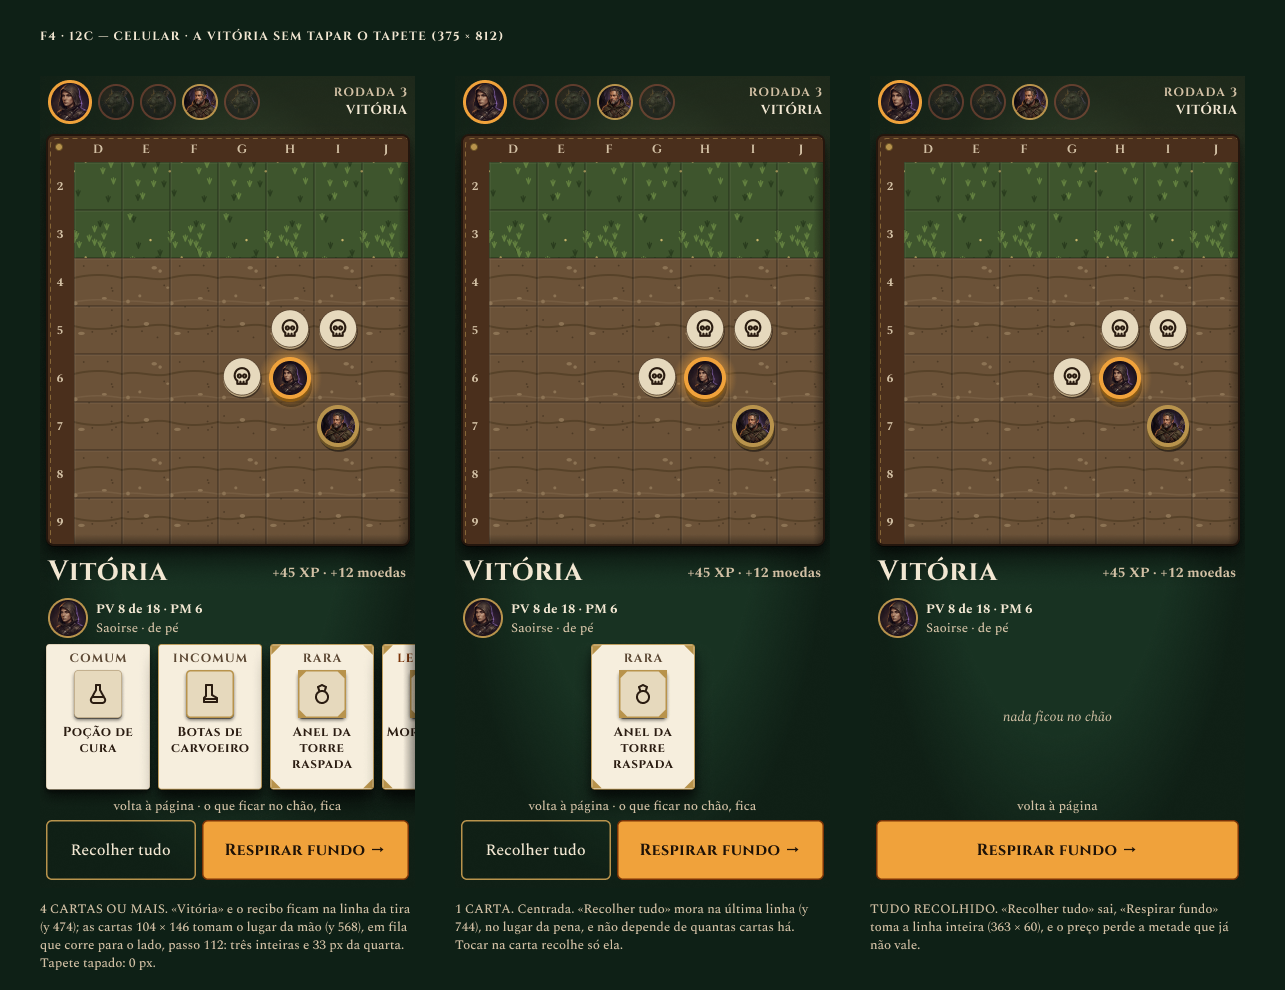 F4 · 12C — CELULAR · A VITÓRIA SEM TAPAR O TAPETE (375 × 812)
RODADA 3
VITÓRIA
D E F G H I J
2
3
4
5
6
7
8
9
VITÓRIA
+45 XP · +12 moedas
PV 8 de 18 · PM 6
Saoirse · de pé
COMUM
POÇÃO DE
CURA
INCOMUM
BOTAS DE
CARVOEIRO
RARA
ANEL DA
TORRE
RASPADA
LE
MOR
volta à página · o que ficar no chão, fica
Recolher tudo
RESPIRAR FUNDO →
4 CARTAS OU MAIS. «Vitória» e o recibo ficam na linha da tira
(y 474); as cartas 104 × 146 tomam o lugar da mão (y 568), em fila
que corre para o lado, passo 112: três inteiras e 33 px da quarta.
Tapete tapado: 0 px.
RODADA 3
VITÓRIA
D E F G H I J
2
3
4
5
6
7
8
9
VITÓRIA
+45 XP · +12 moedas
PV 8 de 18 · PM 6
Saoirse · de pé
RARA
ANEL DA
TORRE
RASPADA
volta à página · o que ficar no chão, fica
Recolher tudo
RESPIRAR FUNDO →
1 CARTA. Centrada. «Recolher tudo» mora na última linha (y
744), no lugar da pena, e não depende de quantas cartas há.
Tocar na carta recolhe só ela.
RODADA 3
VITÓRIA
D E F G H I J
2
3
4
5
6
7
8
9
VITÓRIA
+45 XP · +12 moedas
PV 8 de 18 · PM 6
Saoirse · de pé
nada ficou no chão
volta à página
RESPIRAR FUNDO →
TUDO RECOLHIDO. «Recolher tudo» sai, «Respirar fundo»
toma a linha inteira (363 × 60), e o preço perde a metade que já
não vale.